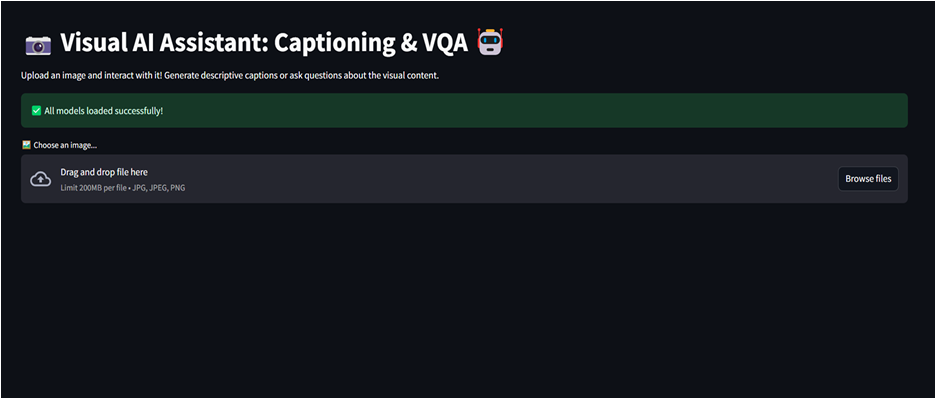 📷 Visual AI Assistant: Captioning & VQA 🤖
Upload an image and interact with it! Generate descriptive captions or ask questions about the visual content.
✅ All models loaded successfully!
🖼️ Choose an image...
Drag and drop file here
Limit 200MB per file • JPG, JPEG, PNG
Browse files